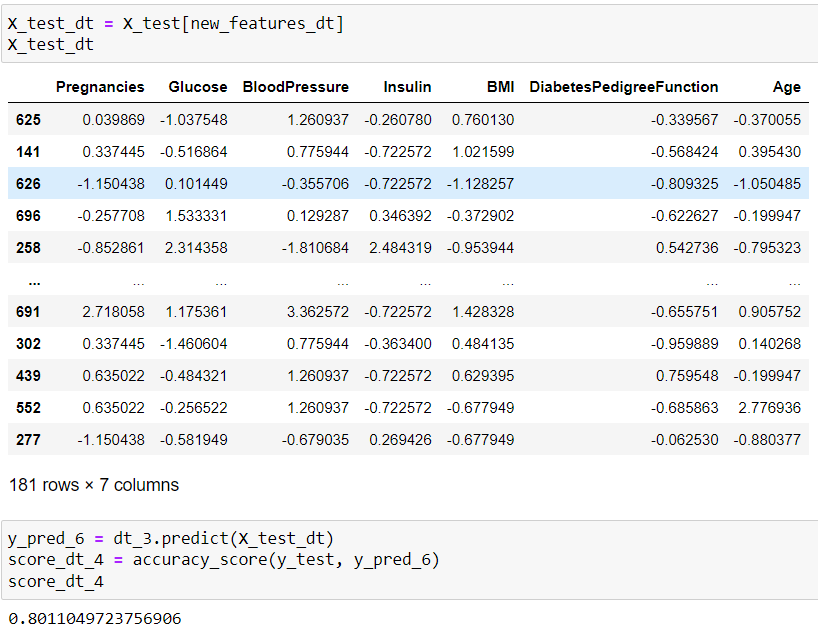 X_test_dt = X_test[new_features_dt]
X_test_dt
Pregnancies Glucose BloodPressure Insulin BMI DiabetesPedigreeFunction Age
625 0.039869 -1.037548 1.260937 -0.260780 0.760130 -0.339567 -0.370055
141 0.337445 -0.516864 0.775944 -0.722572 1.021599 -0.568424 0.395430
626 -1.150438 0.101449 -0.355706 -0.722572 -1.128257 -0.809325 -1.050485
696 -0.257708 1.533331 0.129287 0.346392 -0.372902 -0.622627 -0.199947
258 -0.852861 2.314358 -1.810684 2.484319 -0.953944 0.542736 -0.795323
... ... ... ... ... ... ... ...
691 2.718058 1.175361 3.362572 -0.722572 1.428328 -0.655751 0.905752
302 0.337445 -1.460604 0.775944 -0.363400 0.484135 -0.959889 0.140268
439 0.635022 -0.484321 1.260937 -0.722572 0.629395 0.759548 -0.199947
552 0.635022 -0.256522 1.260937 -0.722572 -0.677949 -0.685863 2.776936
277 -1.150438 -0.581949 -0.679035 0.269426 -0.677949 -0.062530 -0.880377
181 rows × 7 columns
y_pred_6 = dt_3.predict(X_test_dt)
score_dt_4 = accuracy_score(y_test, y_pred_6)
score_dt_4
0.8011049723756906